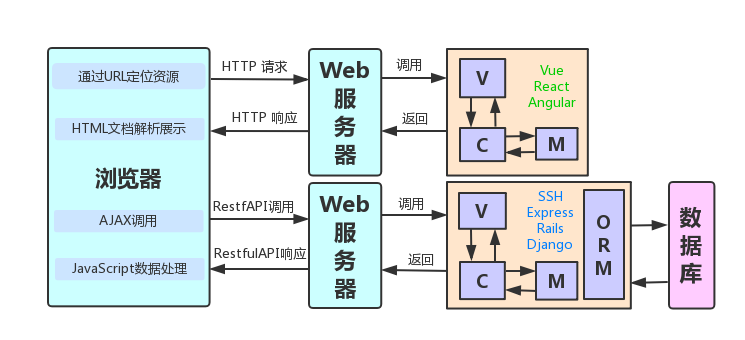 通过URL定位资源
HTML文档解析展示
浏览器
AJAX调用
JavaScript数据处理
HTTP 请求
HTTP 响应
RestfAPI调用
RestfulAPI响应
Web
服
务
器
Web
服
务
器
调用
返回
调用
返回
V
C
M
Vue
React
Angular
V
C
M
SSH
Express
Rails
Django
O
R
M
数
据
库